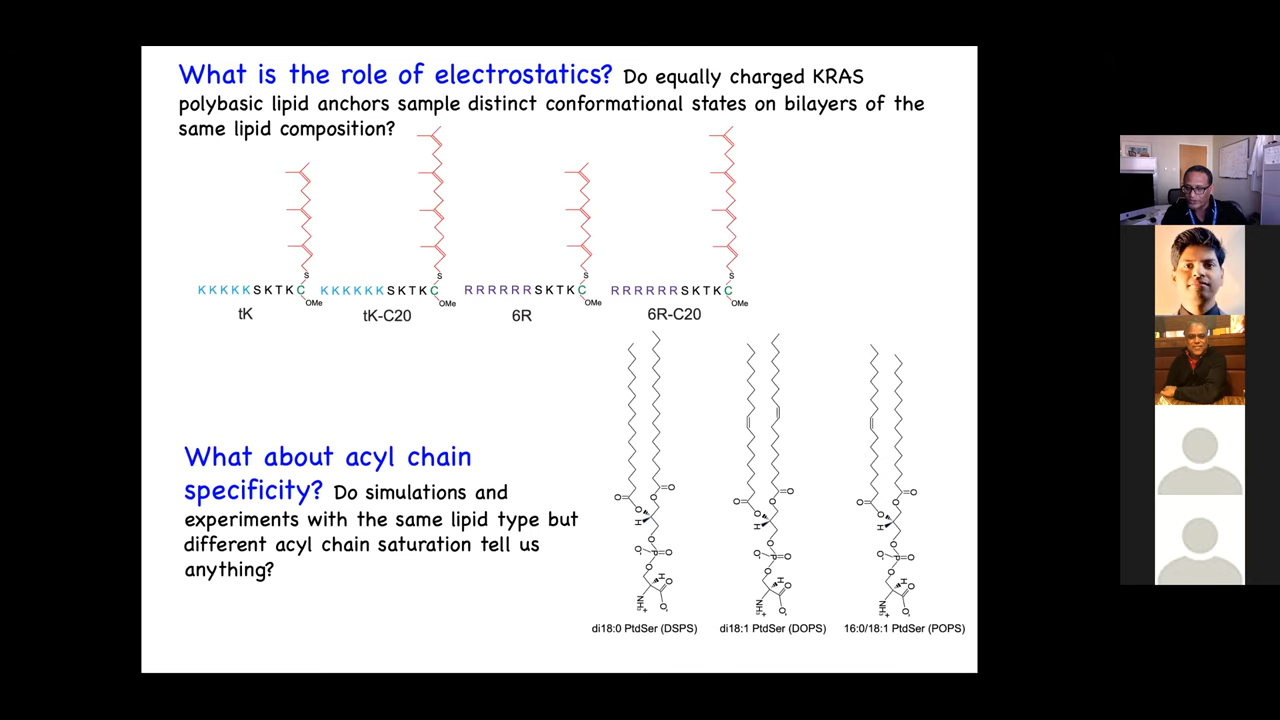 What is the role of electrostatics? Do equally charged KRAS
polybasic lipid anchors sample distinct conformational states on bilayers of the
same lipid composition?
S
S
S
S
KKKKKSKTKC
KKKKKKSKTKC
RRRRRRSKTKC
RRRRRRSKTKC
OMe
OMe
OMe
OMe
tK
tK-C20
6R
6R-C20
What about acyl chain
specificity? Do simulations and
experiments with the same lipid type but
different acyl chain saturation tell us
anything?
di18:0 PtdSer (DSPS)
di18:1 PtdSer (DOPS)
16:0/18:1 PtdSer (POPS)